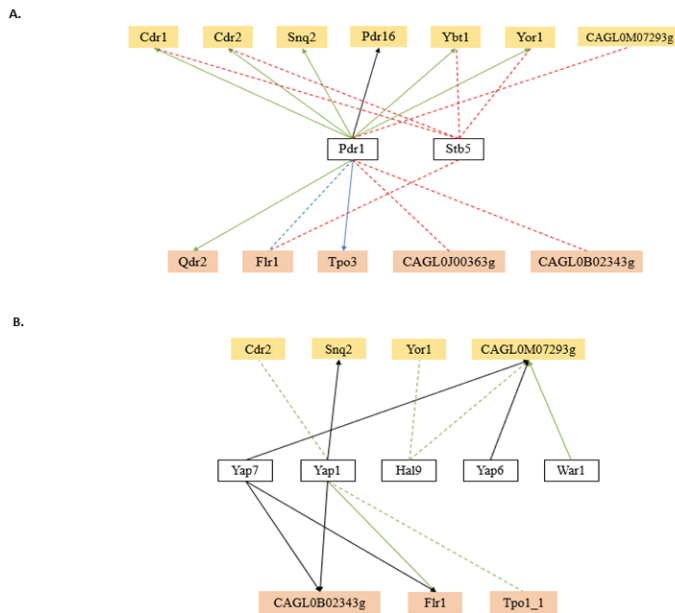 A.
Cdr1 Cdr2 Snq2 Pdr16 Ybt1 Yor1 CAGL0M07293g
Pdr1 Stb5
Qdr2 Flr1 Tpo3 CAGL0J00363g CAGL0B02343g
B.
Cdr2 Snq2 Yor1 CAGL0M07293g
Yap7 Yap1 Hal9 Yap6 War1
CAGL0B02343g Flr1 Tpo1_1